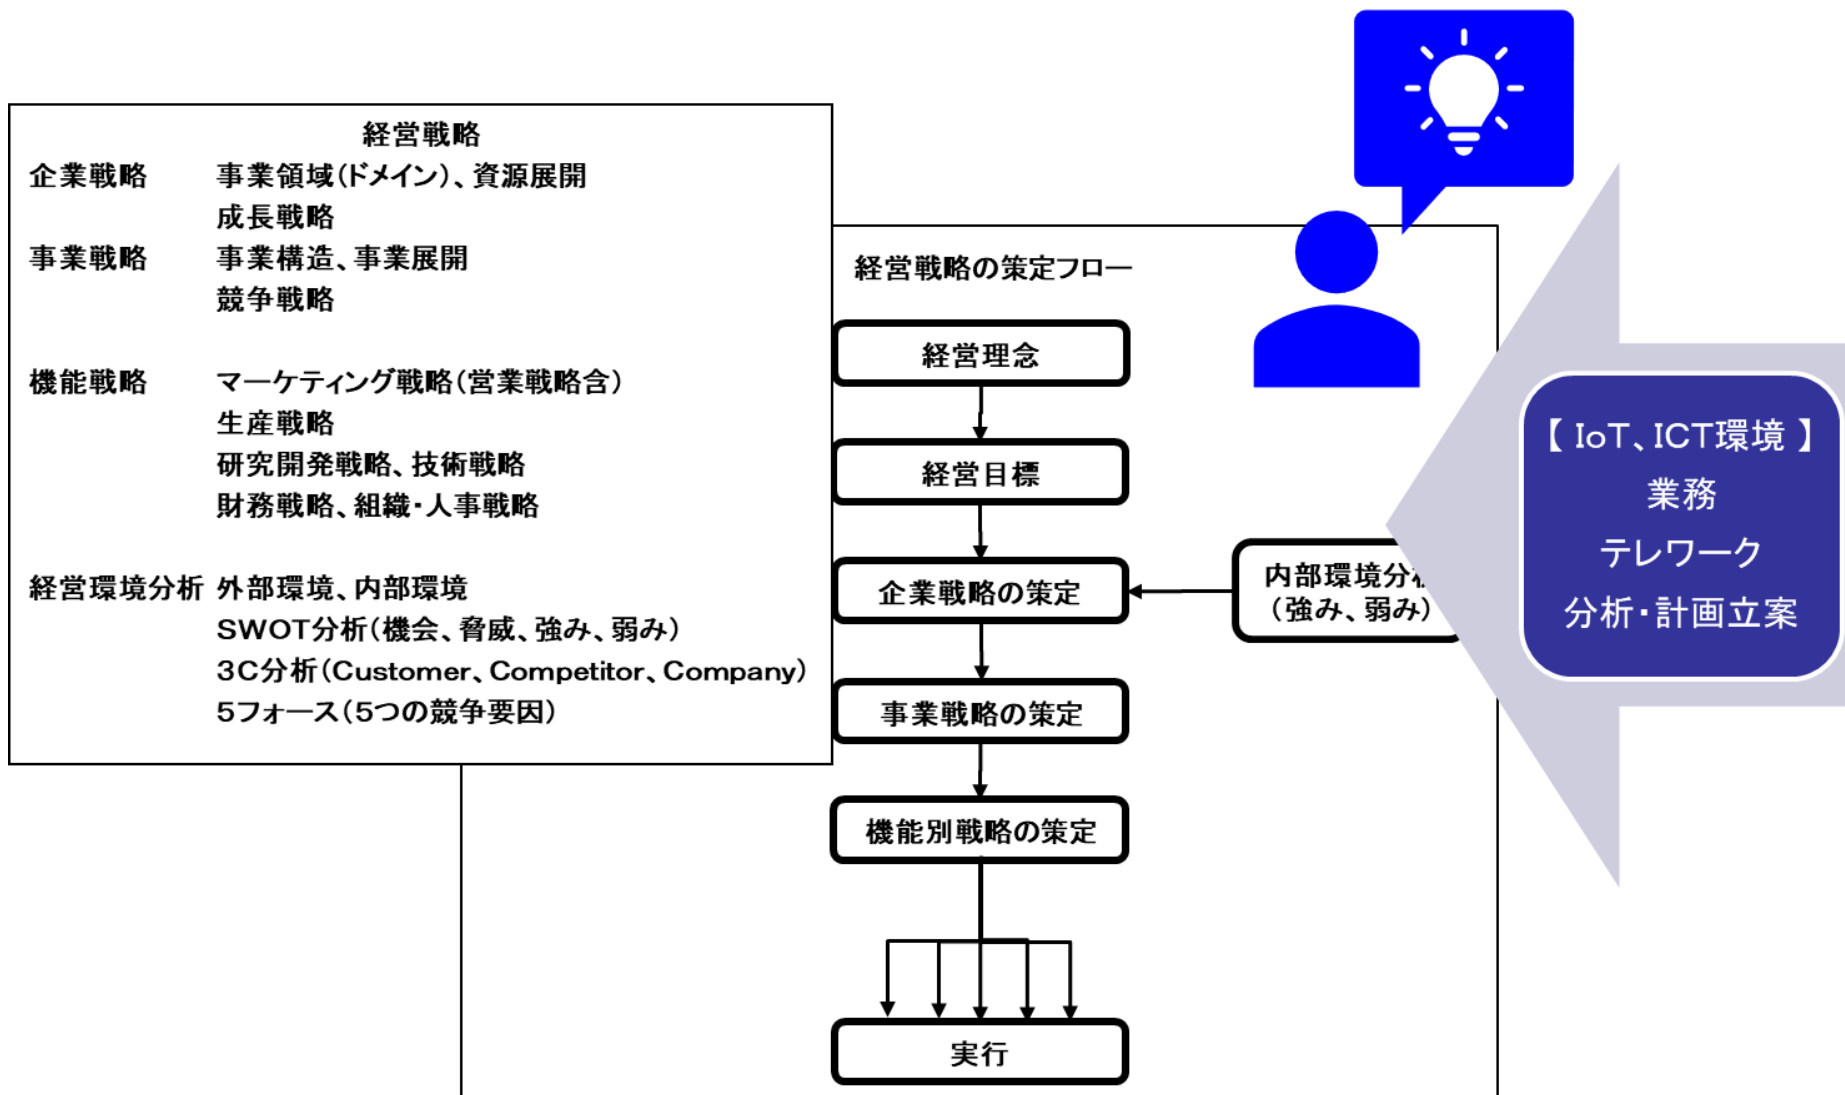 経営戦略
企業戦略 事業領域(ドメイン)、資源展開
成長戦略
事業戦略 事業構造、事業展開
競争戦略
機能戦略 マーケティング戦略(営業戦略含)
生産戦略
研究開発戦略、技術戦略
財務戦略、組織・人事戦略
経営環境分析 外部環境、内部環境
SWOT分析(機会、脅威、強み、弱み)
3C分析(Customer、Competitor、Company)
5フォース(5つの競争要因)
経営戦略の策定フロー
経営理念
経営目標
企業戦略の策定
内部環境分
(強み、弱み)
事業戦略の策定
機能別戦略の策定
実行
【 IoT、ICT環境 】
業務
テレワーク
分析・計画立案